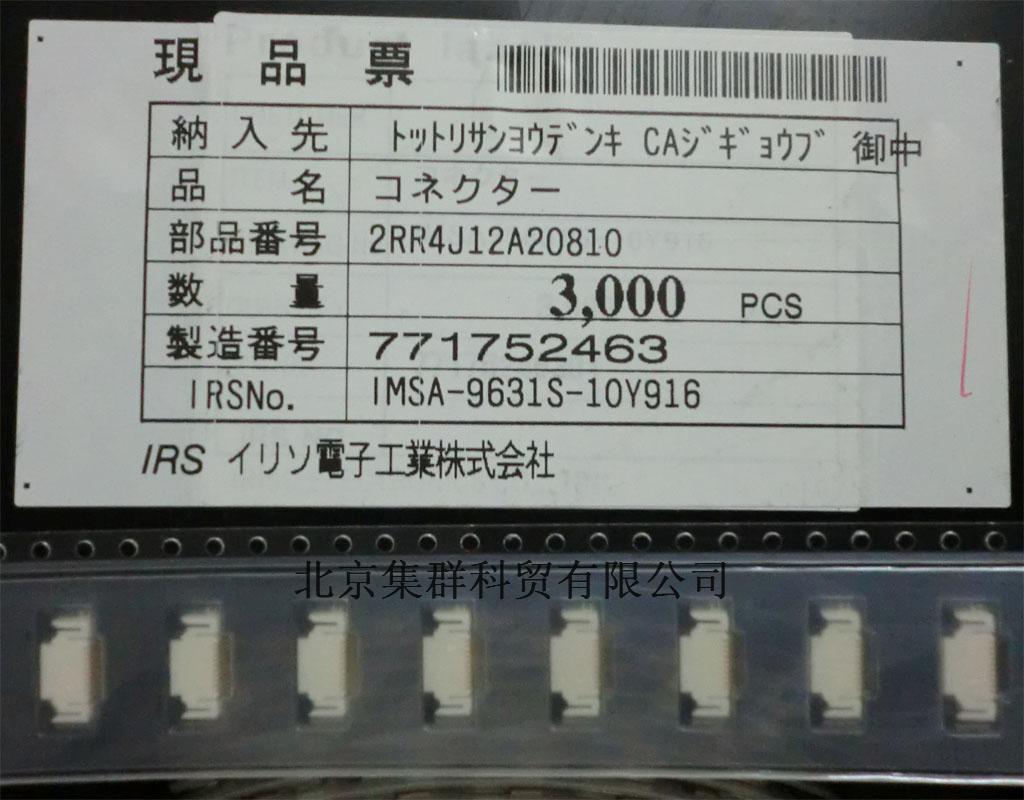 現品票
納入先 ﾄｯﾄﾘｻﾝﾖｳﾃﾞﾝｷ CAｼﾞｷﾞｮｳﾌﾞ 御中
品名 コネクター
部品番号 2RR4J12A20810
数量 3,000 PCS
製造番号 771752463
IRSNo. IMSA-9631S-10Y916
IRS イリソ電子工業株式会社
北京集群科贸有限公司